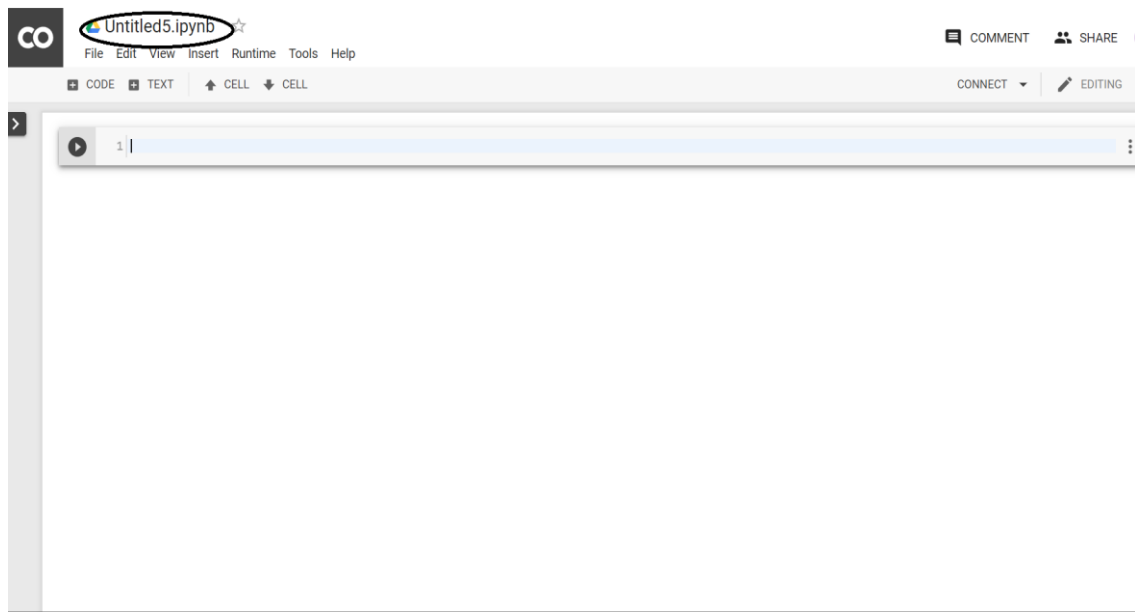 CO
Untitled5.ipynb
File Edit View Insert Runtime Tools Help
COMMENT SHARE
CODE TEXT CELL CELL
CONNECT EDITING
1